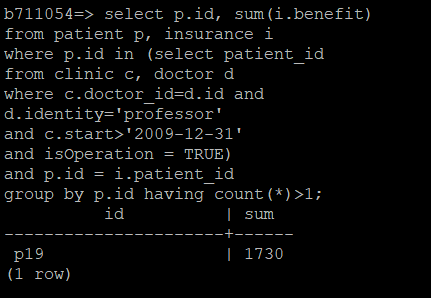 b711054=> select p.id, sum(i.benefit)
from patient p, insurance i
where p.id in (select patient_id
from clinic c, doctor d
where c.doctor_id=d.id and
d.identity='professor'
and c.start>'2009-12-31'
and isOperation = TRUE)
and p.id = i.patient_id
group by p.id having count(*)>1;
          id          | sum
----------------------+------
 p19                  | 1730
(1 row)